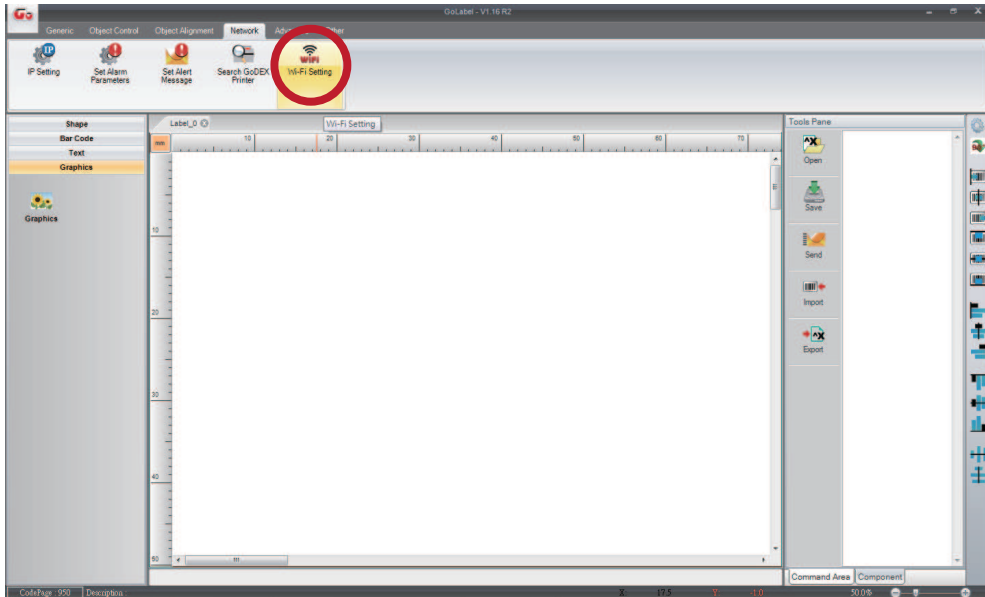 GoLabel - V1.16 R2
Go
Generic Object Control Object Alignment Network
IP Setting
Set Alarm Parameters
Set Alert Message
Search GoDEX Printer
WiFi
Wi-Fi Setting
Label_0
Wi-Fi Setting
Tools Pane
Shape
Bar Code
Text
Graphics
Graphics
10 20 30 40 50 60 70
10
20
30
40
50
Open
Save
Send
Import
Export
Command Area Component
CodePage : 950 Description : X: 17.5 Y: -1.0 50.0%